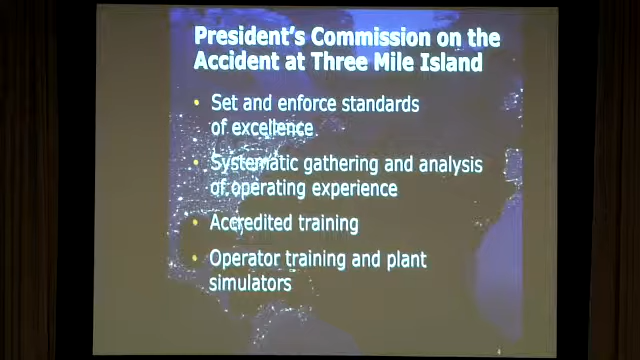 President's Commission on the
Accident at Three Mile Island
• Set and enforce standards
of excellence.
• Systematic gathering and analysis
of operating experience
• Accredited training
• Operator training and plant
simulators